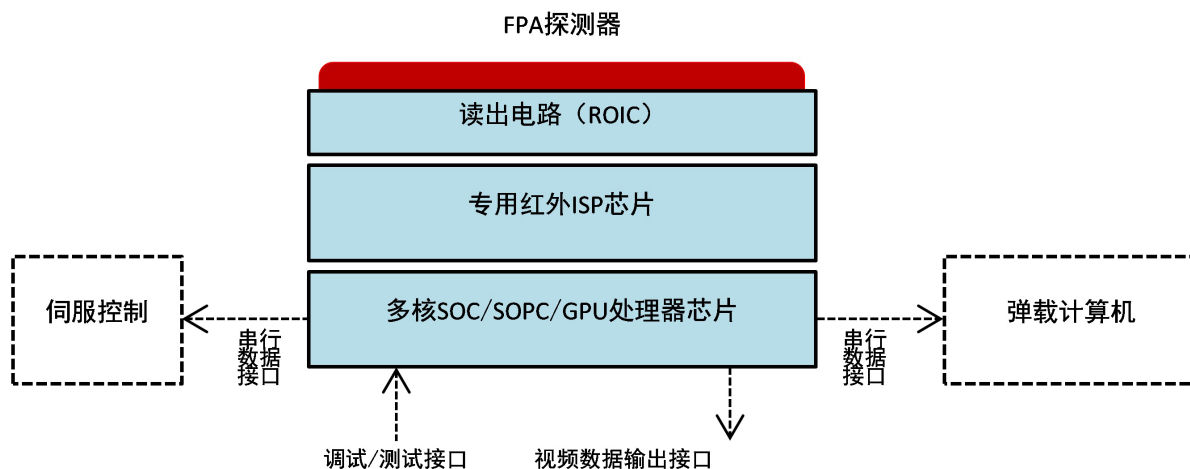 FPA探测器
读出电路（ROIC）
专用红外ISP芯片
伺服控制
多核SOC/SOPC/GPU处理器芯片
弹载计算机
串行
数据
接口
串行
数据
接口
调试/测试接口
视频数据输出接口